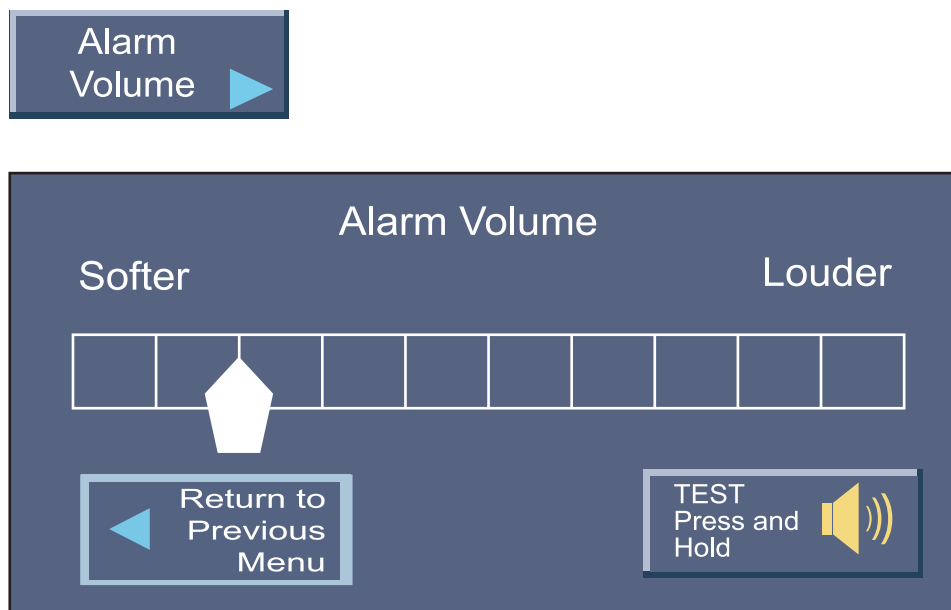 Alarm
Volume
Alarm Volume
Softer
Louder
Return to
Previous
Menu
TEST
Press and
Hold